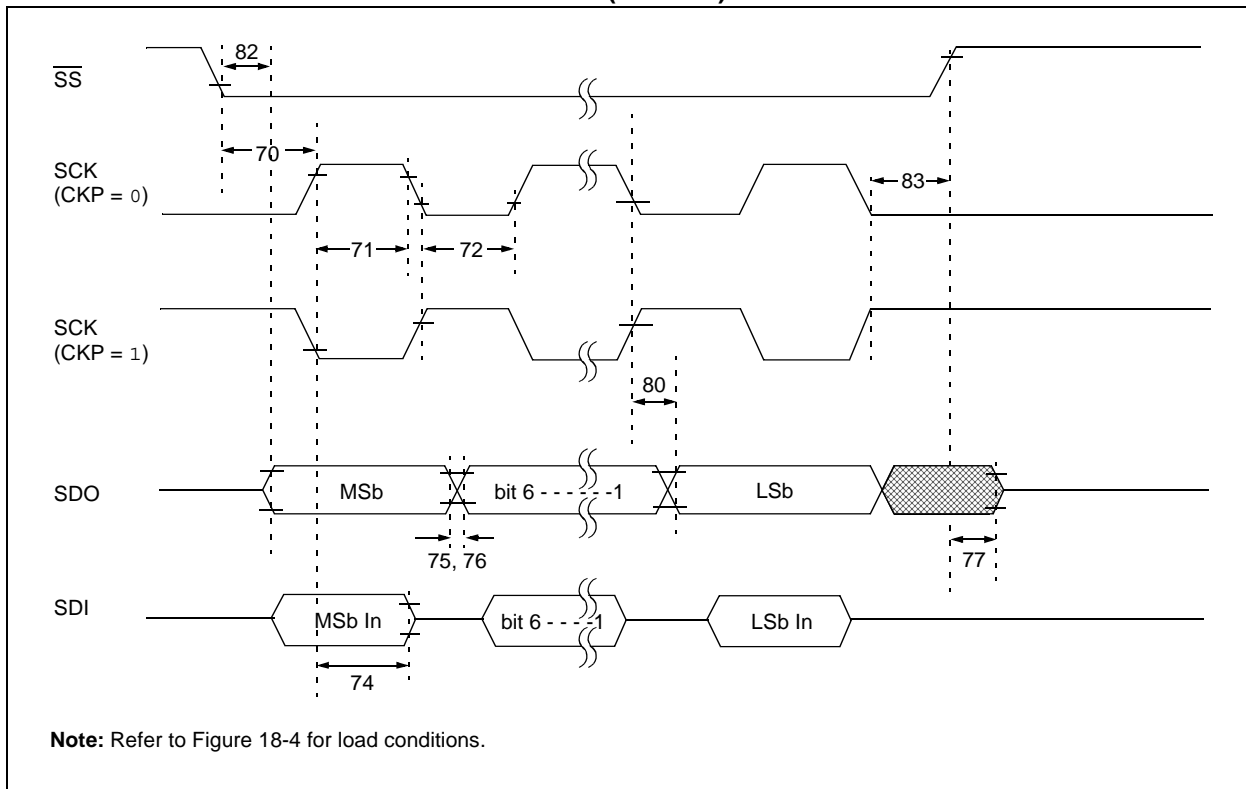 82
SS
70
SCK
(CKP = 0)
83
71
72
SCK
(CKP = 1)
80
SDO
MSb
bit 6 - - - - - -1
LSb
75, 76
77
SDI
MSb In
bit 6 - - - - -1
LSb In
74
Note: Refer to Figure 18-4 for load conditions.